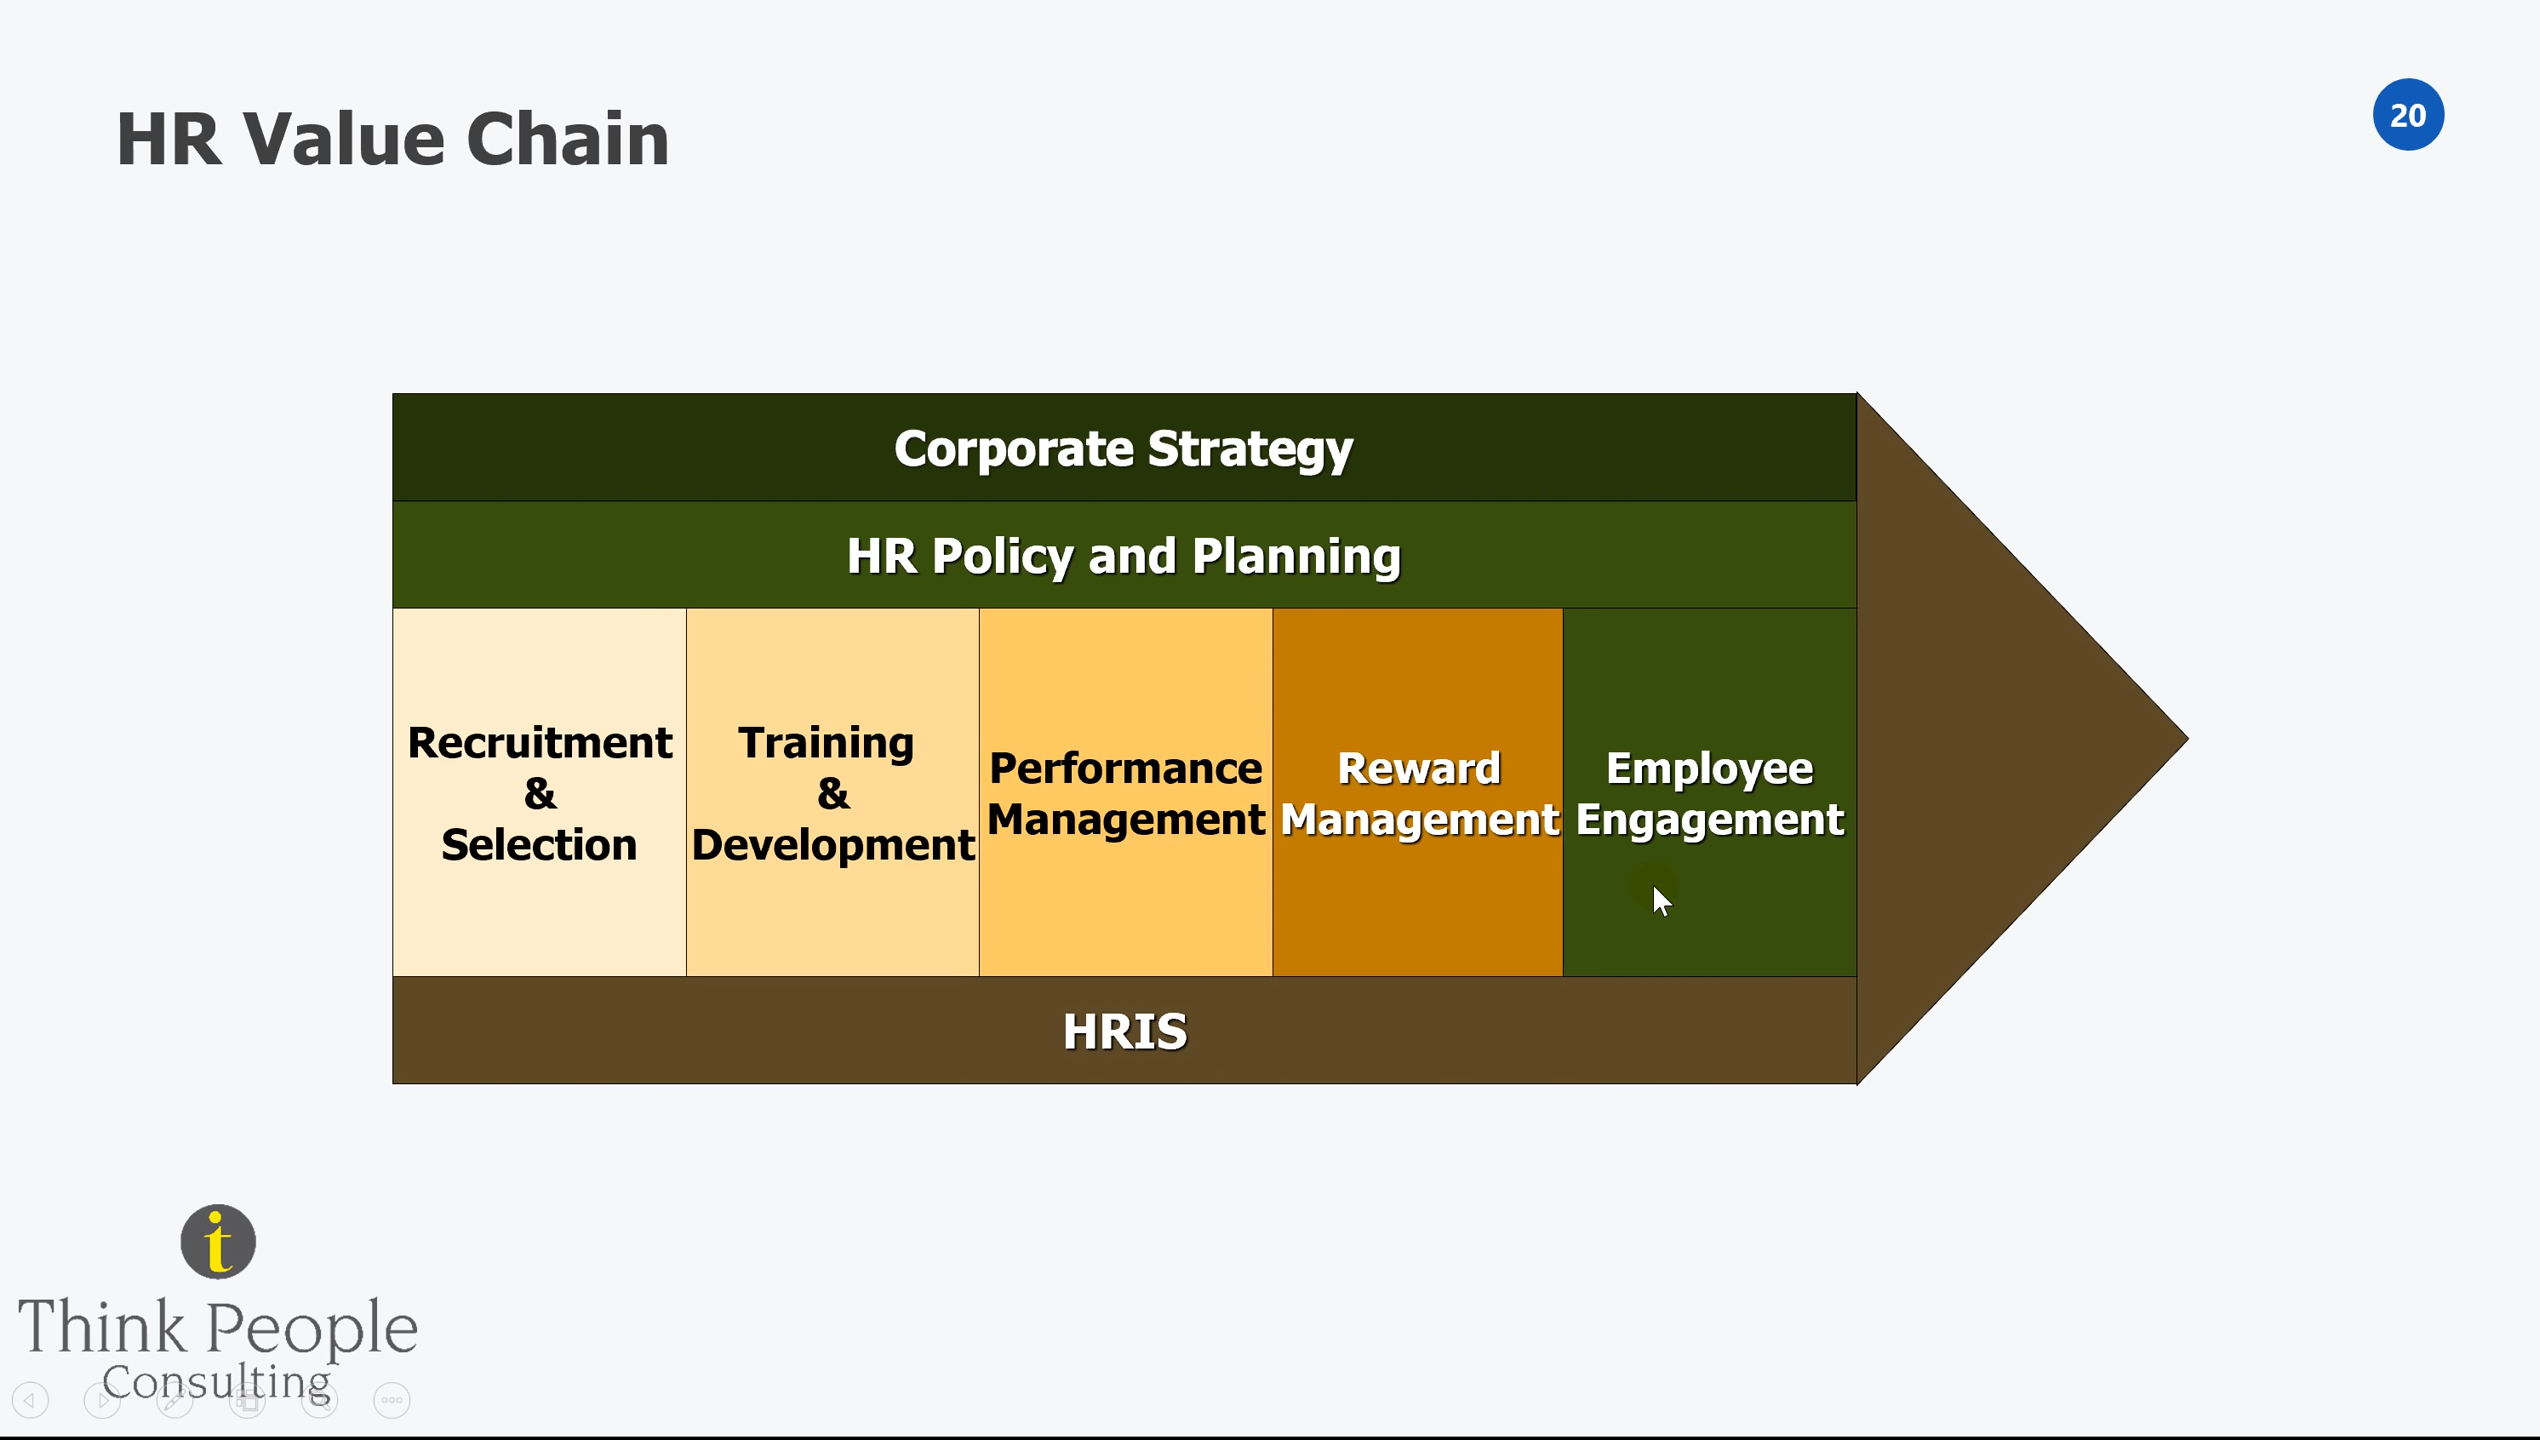 HR Value Chain
20
Corporate Strategy
HR Policy and Planning
Recruitment
&
Selection
Training
&
Development
Performance
Management
Reward
Management
Employee
Engagement
HRIS
t
Think People
Consulting